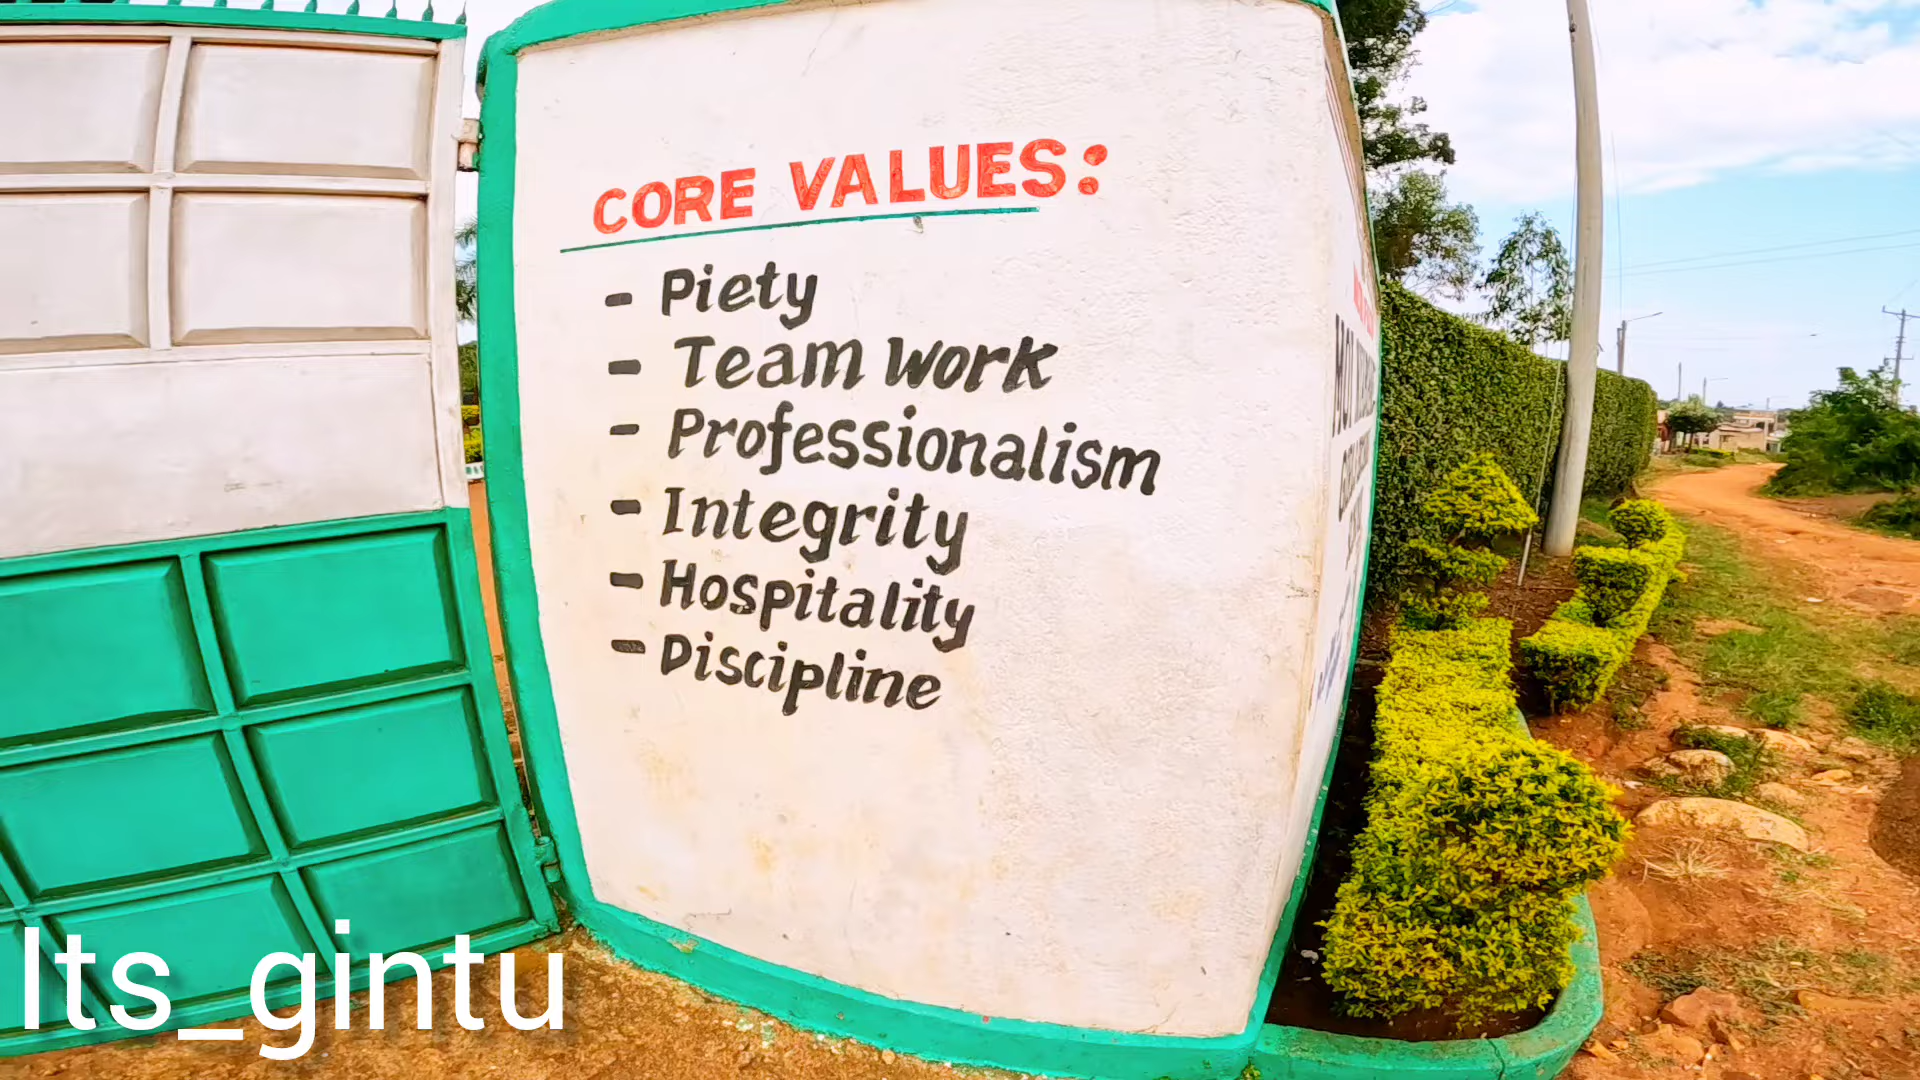 CORE VALUES:
- Piety
- Team Work
- Professionalism
- Integrity
- Hospitality
- Discipline
Its_gintu